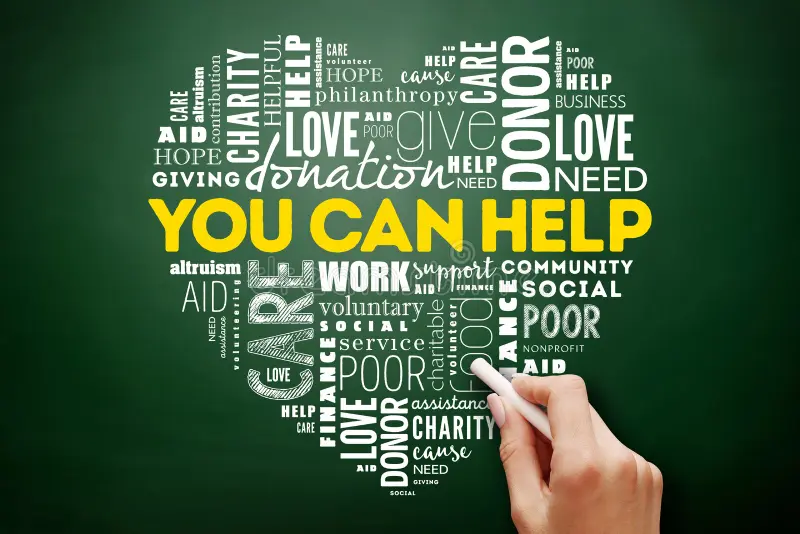 CARE
altruism
contribution
AID
HOPE
GIVING
CHARITY
HELPFUL
HELP
assistance
CARE
volunteer
HOPE
philanthropy
LOVE
AID
POOR
give
donation
AID
HELP
cause
CARE
HELP
NEED
DONOR
assistance
AID
POOR
HELP
BUSINESS
LOVE
NEED
YOU CAN HELP
altruism
AID
NEED
assistance
volunteering
CARE
LOVE
HELP
CARE
WORK
voluntary
SOCIAL
service
FINANCE
POOR
support
AID
FINANCE
charitable
volunteer
FOOD
COMMUNITY
SOCIAL
POOR
NONPROFIT
AID
LOVE
AID
DONOR
assistance
CHARITY
cause
NEED
GIVING
SOCIAL